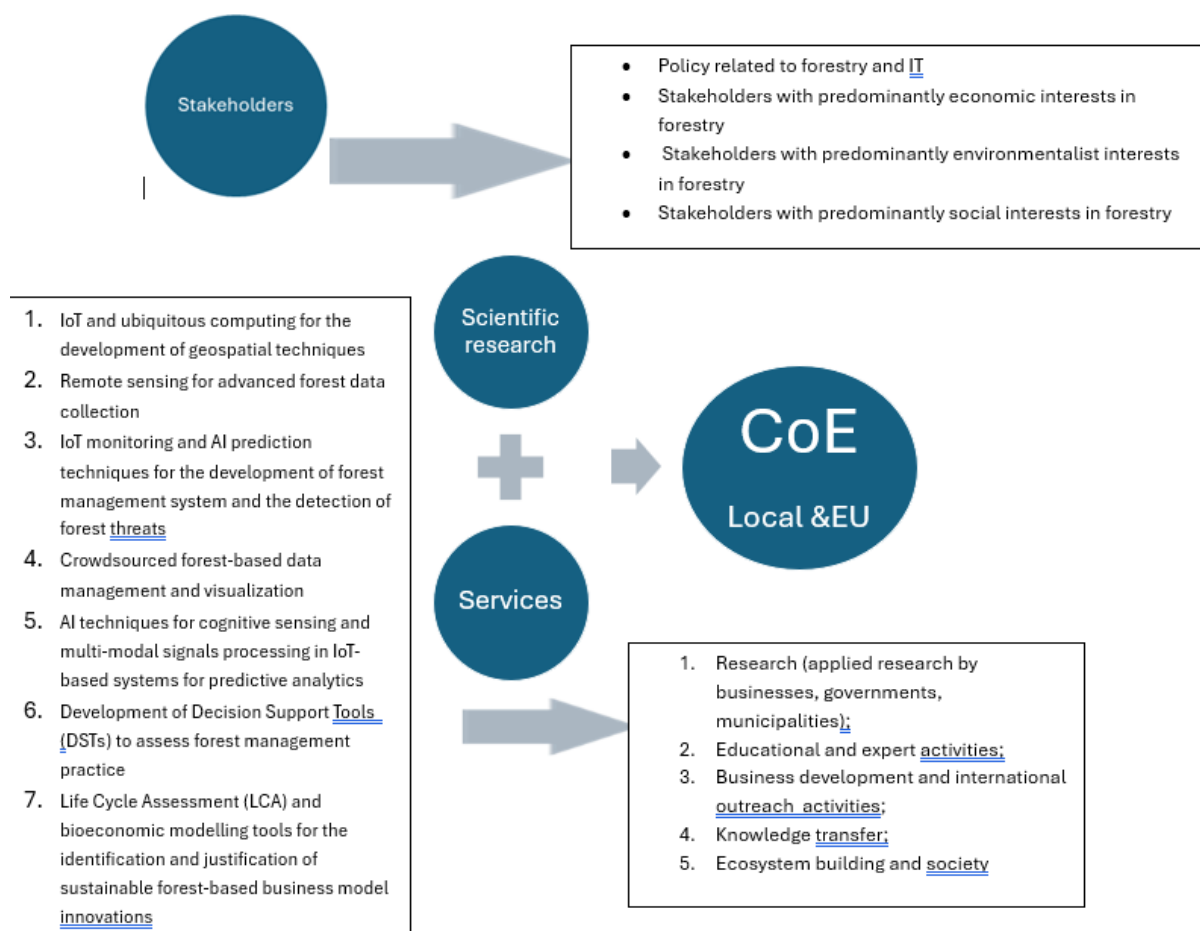 Stakeholders
• Policy related to forestry and IT
• Stakeholders with predominantly economic interests in
forestry
• Stakeholders with predominantly environmentalist interests
in forestry
• Stakeholders with predominantly social interests in forestry
1. IoT and ubiquitous computing for the
development of geospatial techniques
2. Remote sensing for advanced forest data
collection
3. IoT monitoring and AI prediction
techniques for the development of forest
management system and the detection of
forest threats
4. Crowdsourced forest-based data
management and visualization
5. AI techniques for cognitive sensing and
multi-modal signals processing in IoT-
based systems for predictive analytics
6. Development of Decision Support Tools
(DSTs) to assess forest management
practice
7. Life Cycle Assessment (LCA) and
bioeconomic modelling tools for the
identification and justification of
sustainable forest-based business model
innovations
Scientific
research
Services
CoE
Local &EU
1. Research (applied research by
businesses, governments,
municipalities);
2. Educational and expert activities;
3. Business development and international
outreach activities;
4. Knowledge transfer;
5. Ecosystem building and society